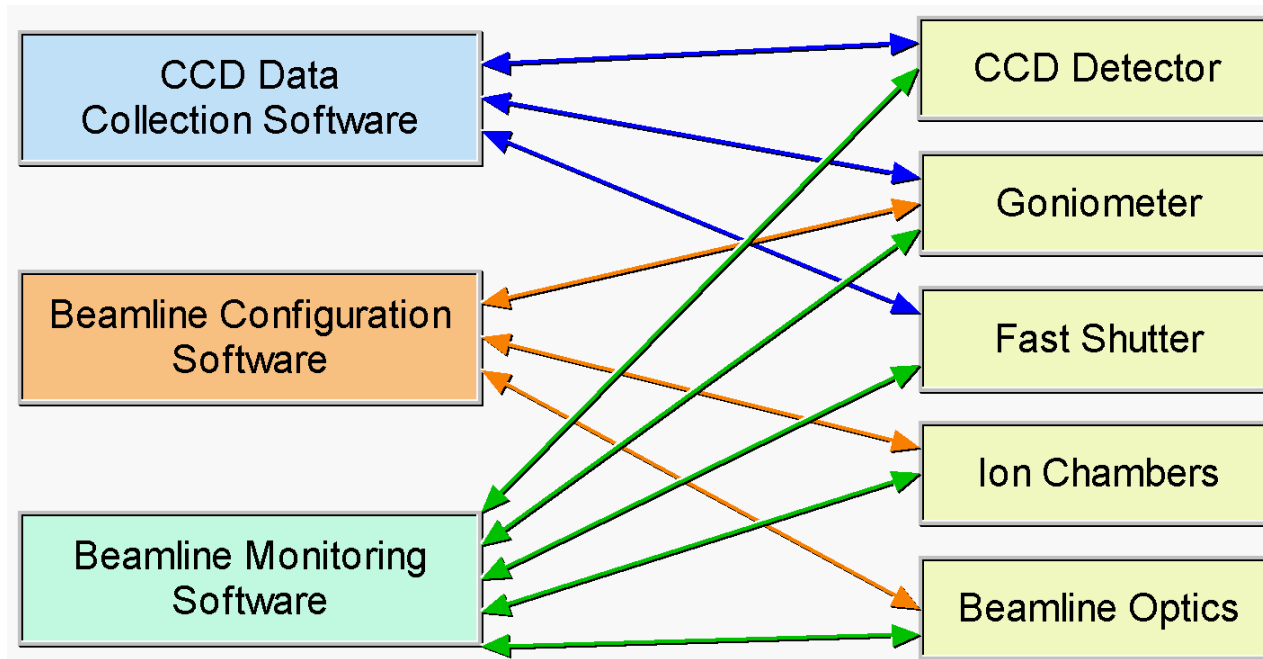 CCD Data
Collection Software
Beamline Configuration
Software
Beamline Monitoring
Software
CCD Detector
Goniometer
Fast Shutter
Ion Chambers
Beamline Optics